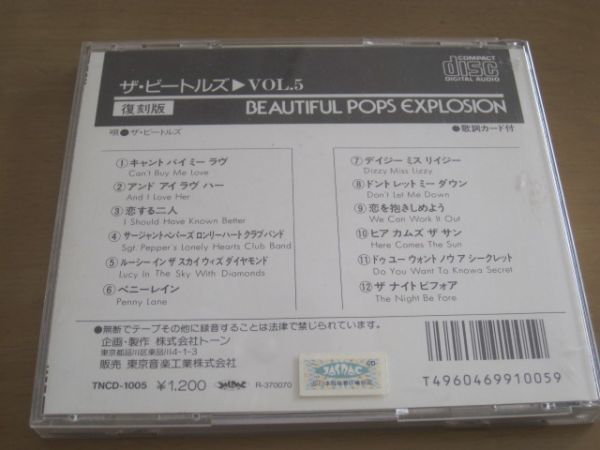 COMPACT
disc
DIGITAL AUDIO
ザ・ビートルズ▶VOL.5
復刻版
BEAUTIFUL POPS EXPLOSION
唄●ザ・ビートルズ
●歌詞カード付
①キャント バイ ミー ラヴ
Can't Buy Me Love
②アンド アイ ラヴ ハー
And I Love Her
③恋する二人
I Should Have Known Better
④サージャントペパーズ ロンリーハート クラブバンド
Sgt. Pepper's Lonely Hearts Club Band
⑤ルーシー イン ザ スカイ ウィズ ダイヤモンド
Lucy In The Sky With Diamonds
⑥ペニーレイン
Penny Lane
⑦デイジー ミス リイジー
Dizzy Miss Lizzy
⑧ドント レット ミー ダウン
Don't Let Me Down
⑨恋を抱きしめよう
We Can Work It Out
⑩ヒア カムズ ザ サン
Here Comes The Sun
⑪ドゥ ユー ウォント ノウ ア シークレット
Do You Want To Knowa Secret
⑫ザ ナイト ビフォア
The Night Be Fore
●無断でテープその他に録音することは法律で禁じられています。
企画・製作 株式会社トーン
東京都品川区東品川4-1-3
販売 東京音楽工業株式会社
TNCD-1005 ¥1,200 JASRAC R-370070
JASRAC
T4960469910059